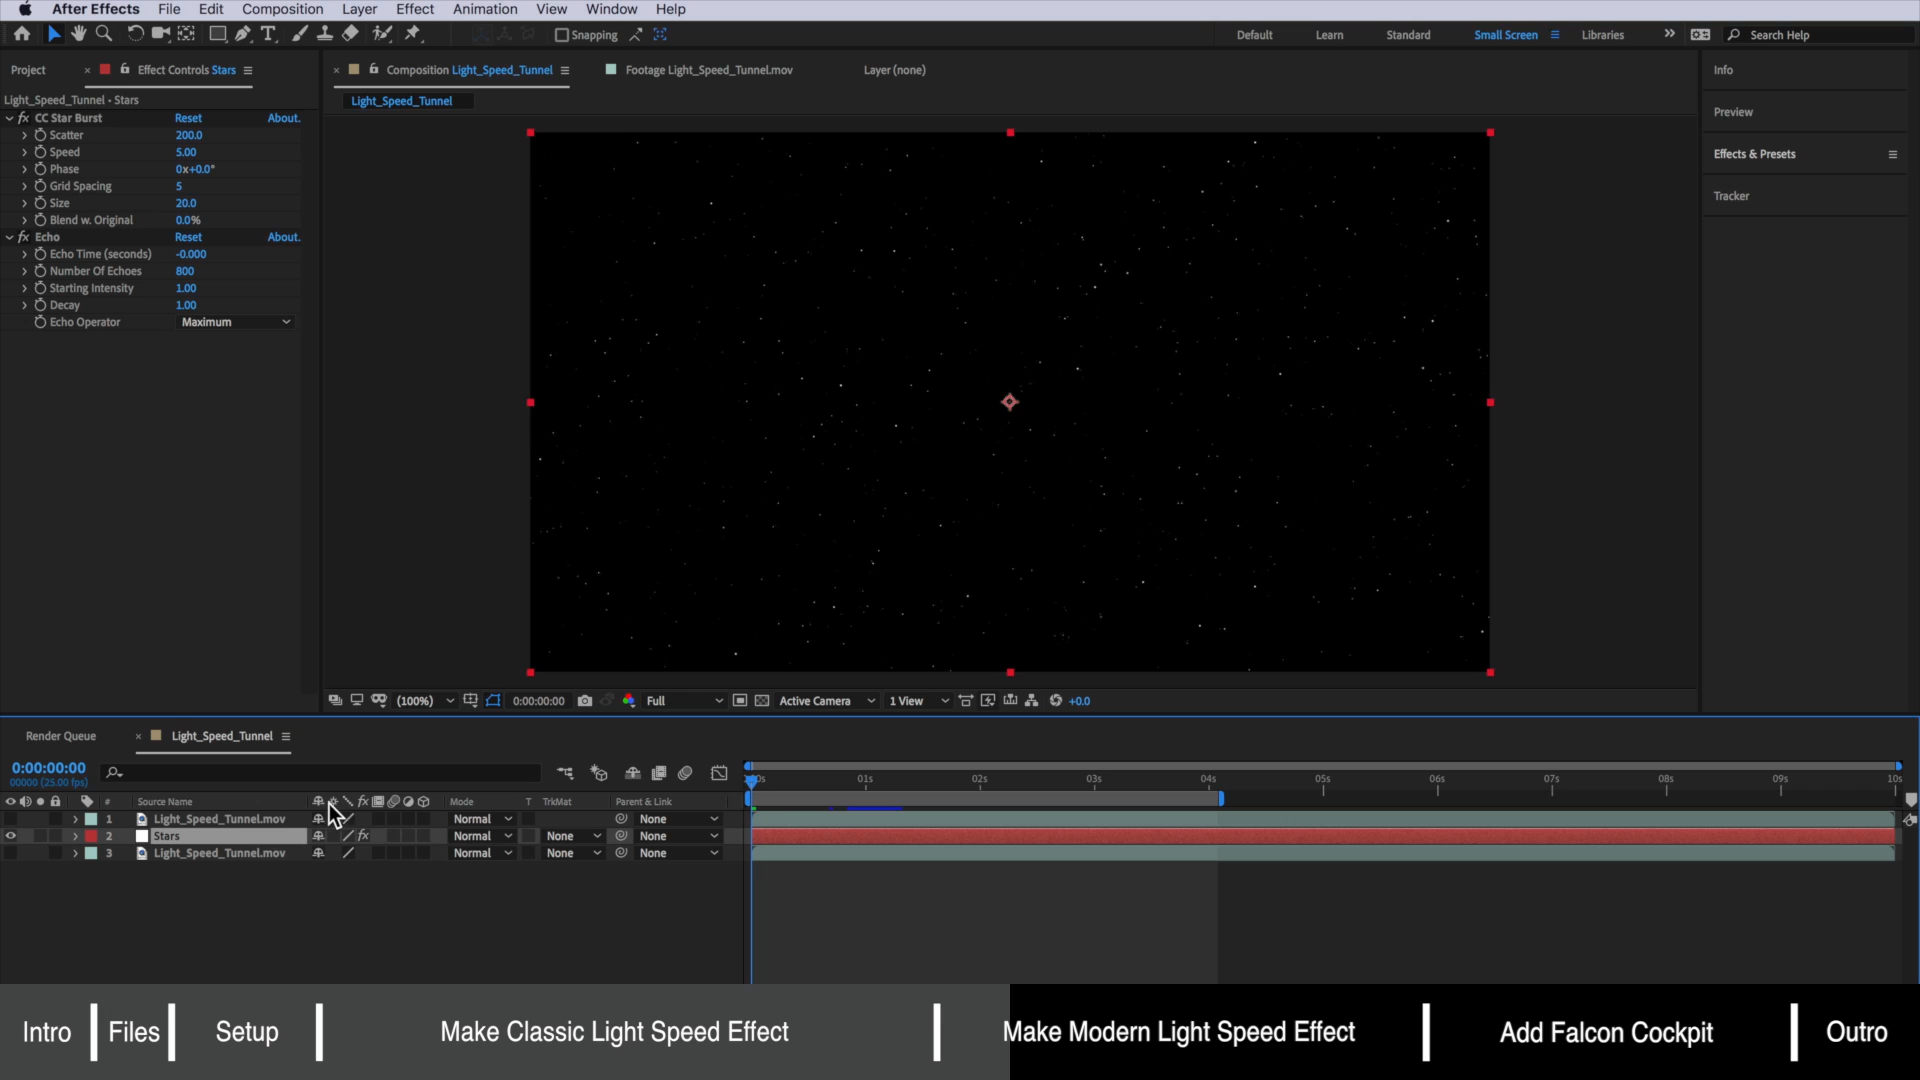 After Effects File Edit Composition Layer Effect Animation View Window Help
Snapping
Default Learn Standard Small Screen Libraries Search Help
Project Effect Controls Stars
Composition Light_Speed_Tunnel Footage Light_Speed_Tunnel.mov Layer (none)
Light_Speed_Tunnel • Stars
Light_Speed_Tunnel
fx CC Star Burst Reset About.
Scatter 200.0
Speed 5.00
Phase 0x+0.0°
Grid Spacing 5
Size 20.0
Blend w. Original 0.0%
fx Echo Reset About.
Echo Time (seconds) -0.000
Number Of Echoes 800
Starting Intensity 1.00
Decay 1.00
Echo Operator Maximum
Info
Preview
Effects & Presets
Tracker
(100%) 0:00:00:00 Full Active Camera 1 View +0.0
Render Queue Light_Speed_Tunnel
0:00:00:00
00000 (25.00 fps)
01s 02s 03s 04s 05s 06s 07s 08s 09s 10s
# Source Name fx Mode T TrkMat Parent & Link
1 Light_Speed_Tunnel.mov Normal None
2 Stars fx Normal None None
3 Light_Speed_Tunnel.mov Normal None None
Intro Files Setup Make Classic Light Speed Effect Make Modern Light Speed Effect Add Falcon Cockpit Outro